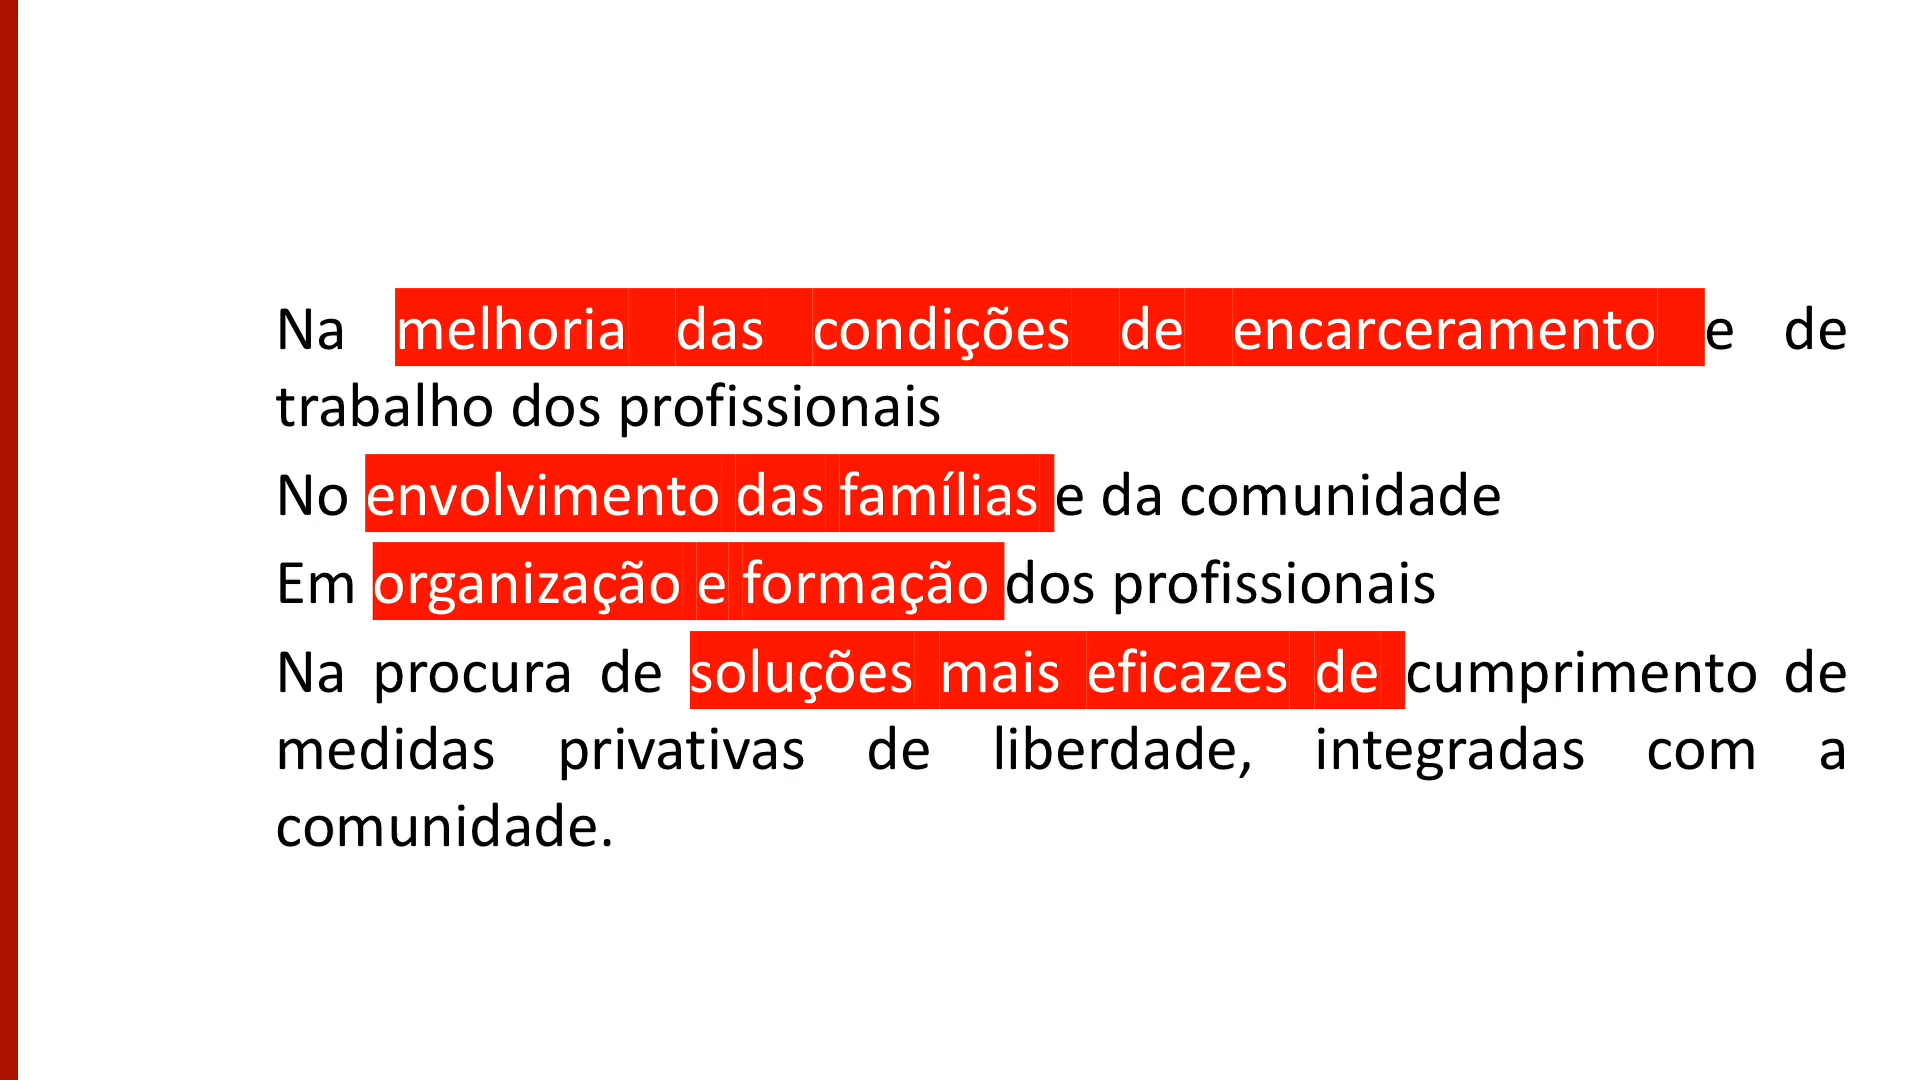 Na melhoria das condições de encarceramento e de
trabalho dos profissionais
No envolvimento das famílias e da comunidade
Em organização e formação dos profissionais
Na procura de soluções mais eficazes de cumprimento de
medidas privativas de liberdade, integradas com a
comunidade.